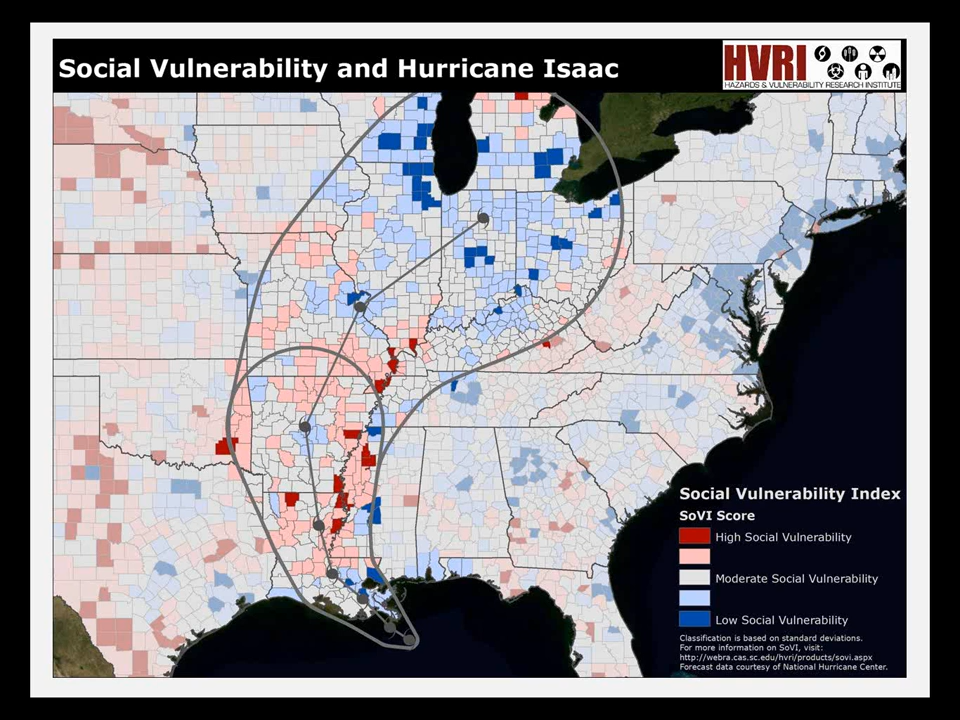 Social Vulnerability and Hurricane Isaac
HVRI
HAZARDS & VULNERABILITY RESEARCH INSTITUTE
Social Vulnerability Index
SoVI Score
High Social Vulnerability
Moderate Social Vulnerability
Low Social Vulnerability
Classification is based on standard deviations.
For more information on SoVI, visit:
http://webra.cas.sc.edu/hvri/products/sovi.aspx
Forecast data courtesy of National Hurricane Center.